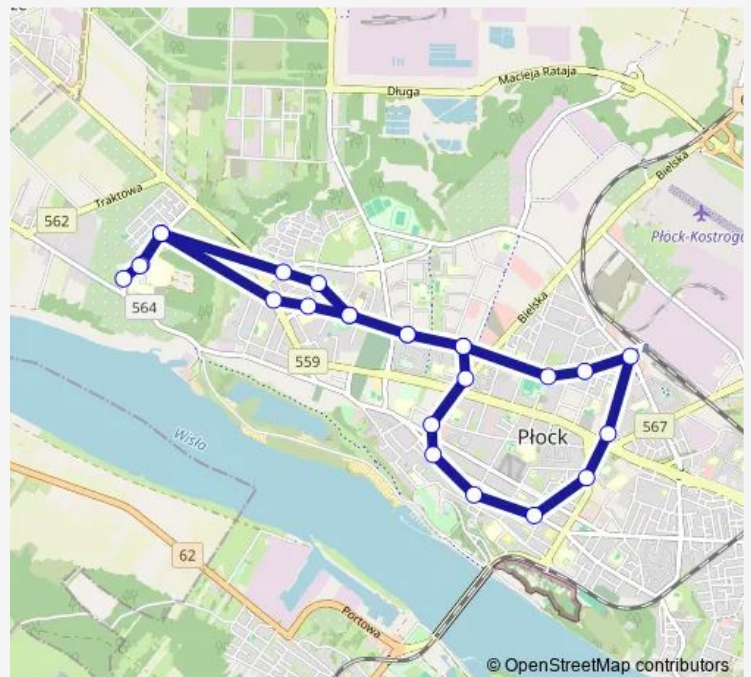 Macieja Rataja
Długa
Bielska
Traktowa
562
Płock-Kostrog
564
Bielska
559
567
Płock
Wisła
62
Portowa
© OpenStreetMap contributors